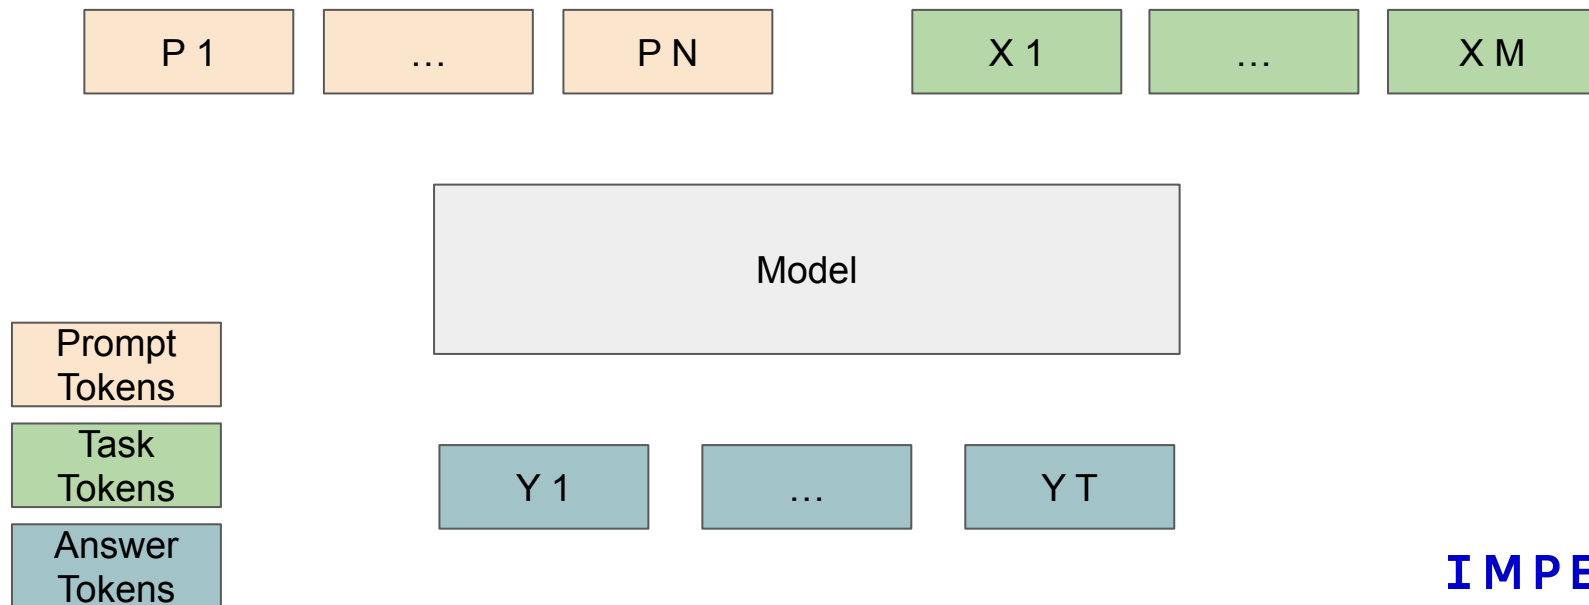 P 1
…
P N
X 1
…
X M
Model
Prompt
Tokens
Task
Tokens
Answer
Tokens
Y 1
…
Y T